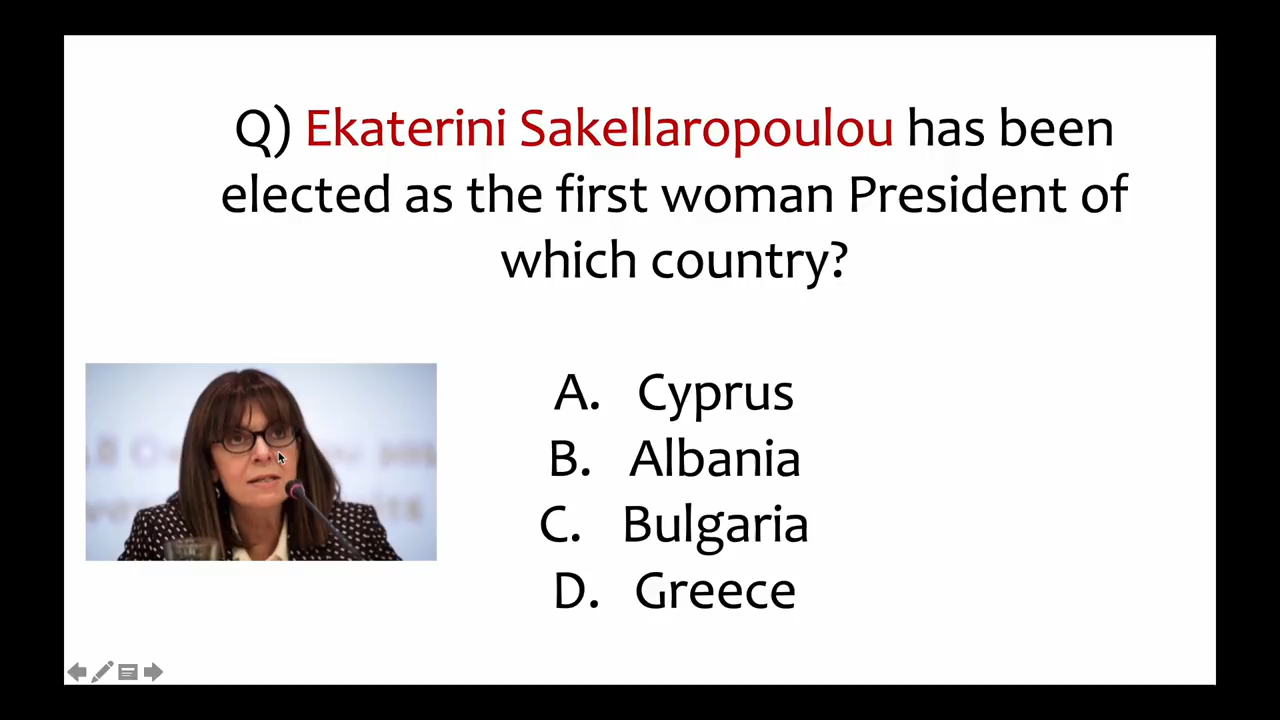 Q) Ekaterini Sakellaropoulou has been
elected as the first woman President of
which country?
A. Cyprus
B. Albania
C. Bulgaria
D. Greece